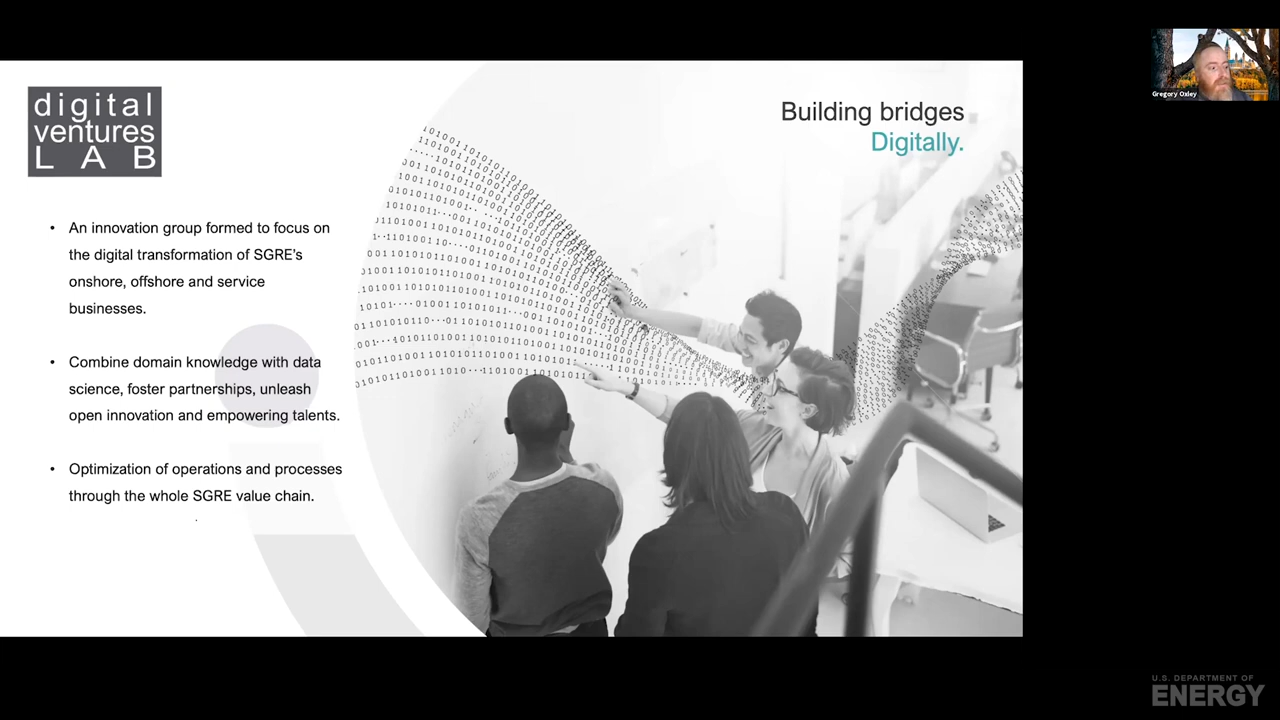 digital
ventures
LAB
Building bridges
Digitally.
• An innovation group formed to focus on
the digital transformation of SGRE's
onshore, offshore and service
businesses.
• Combine domain knowledge with data
science, foster partnerships, unleash
open innovation and empowering talents.
• Optimization of operations and processes
through the whole SGRE value chain.
.
Gregory Oxley
U.S. DEPARTMENT OF
ENERGY